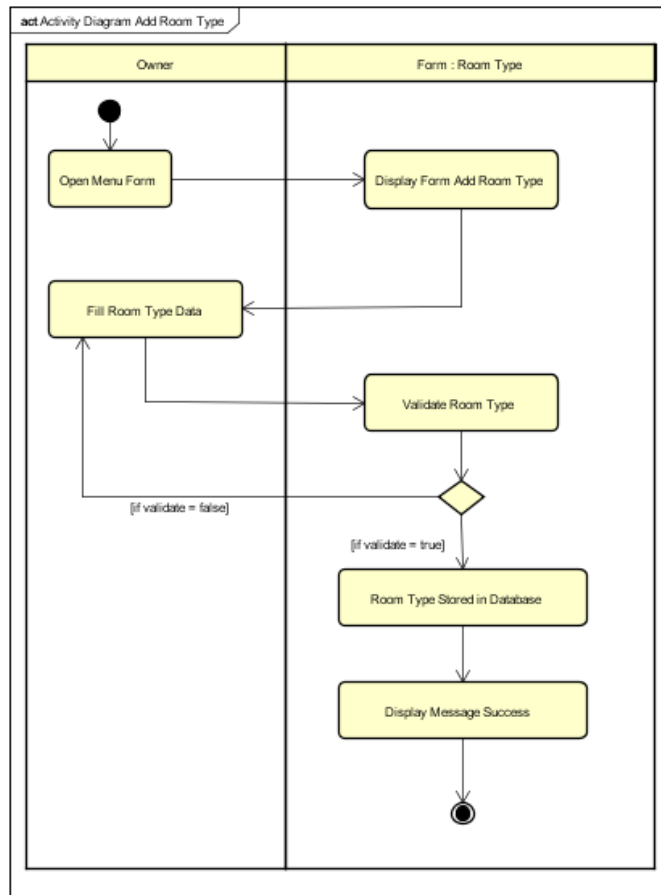 act Activity Diagram Add Room Type
Owner
Form : Room Type
Open Menu Form
Display Form Add Room Type
Fill Room Type Data
Validate Room Type
[if validate = false]
[if validate = true]
Room Type Stored in Database
Display Message Success